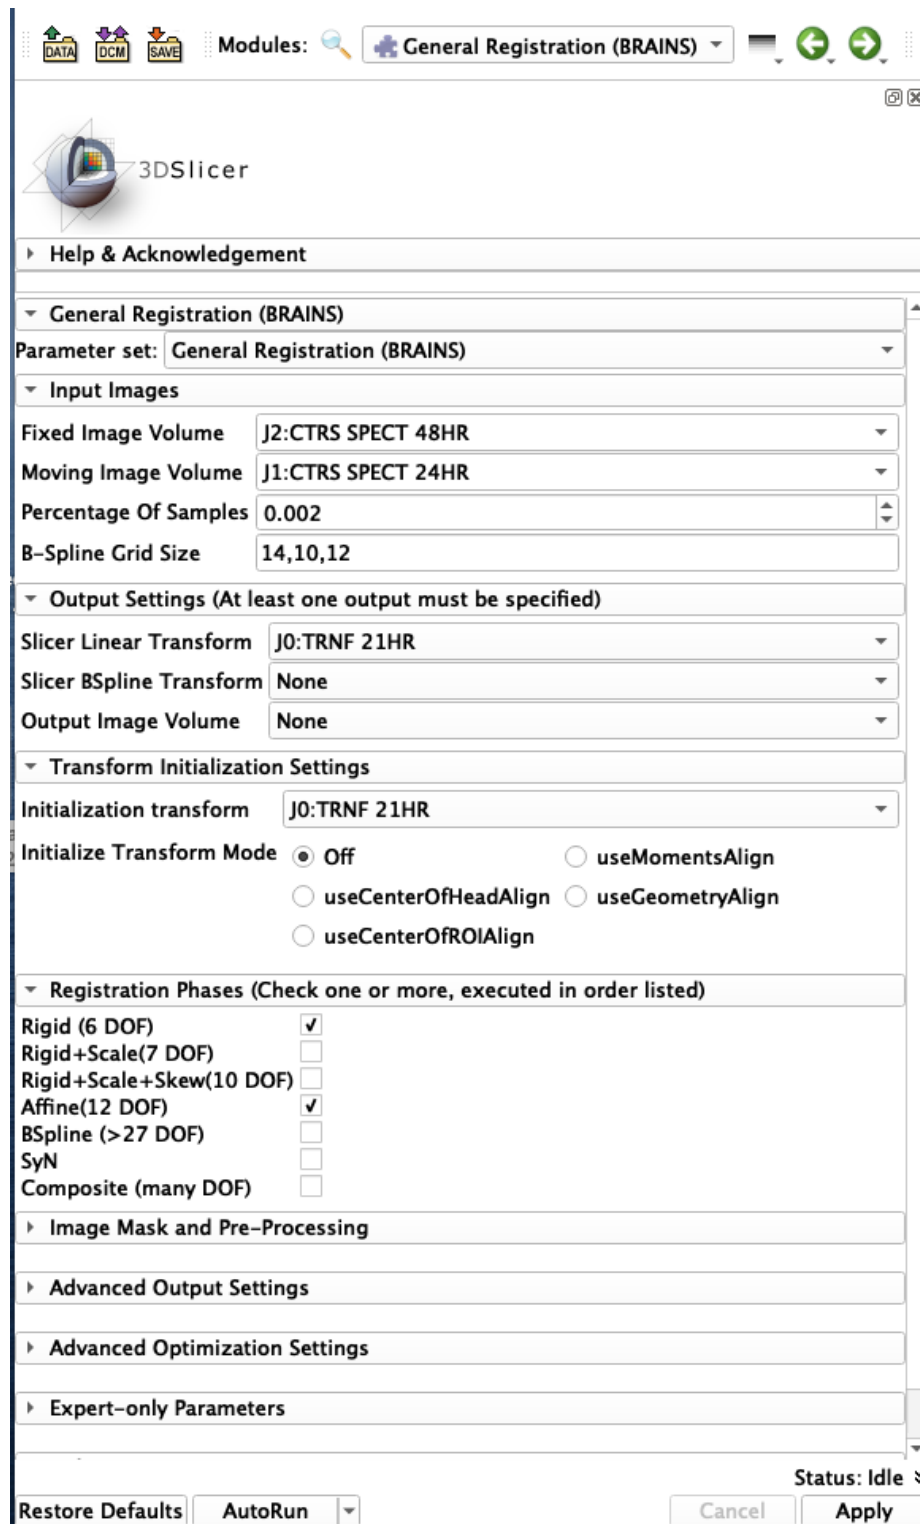 DATA DCM SAVE Modules: General Registration (BRAINS)
3DSlicer
Help & Acknowledgement
General Registration (BRAINS)
Parameter set: General Registration (BRAINS)
Input Images
Fixed Image Volume J2:CTRS SPECT 48HR
Moving Image Volume J1:CTRS SPECT 24HR
Percentage Of Samples 0.002
B-Spline Grid Size 14,10,12
Output Settings (At least one output must be specified)
Slicer Linear Transform J0:TRNF 21HR
Slicer BSpline Transform None
Output Image Volume None
Transform Initialization Settings
Initialization transform J0:TRNF 21HR
Initialize Transform Mode Off useMomentsAlign
useCenterOfHeadAlign useGeometryAlign
useCenterOfROIAlign
Registration Phases (Check one or more, executed in order listed)
Rigid (6 DOF)
Rigid+Scale(7 DOF)
Rigid+Scale+Skew(10 DOF)
Affine(12 DOF)
BSpline (>27 DOF)
SyN
Composite (many DOF)
Image Mask and Pre-Processing
Advanced Output Settings
Advanced Optimization Settings
Expert-only Parameters
Status: Idle
Restore Defaults AutoRun Cancel Apply